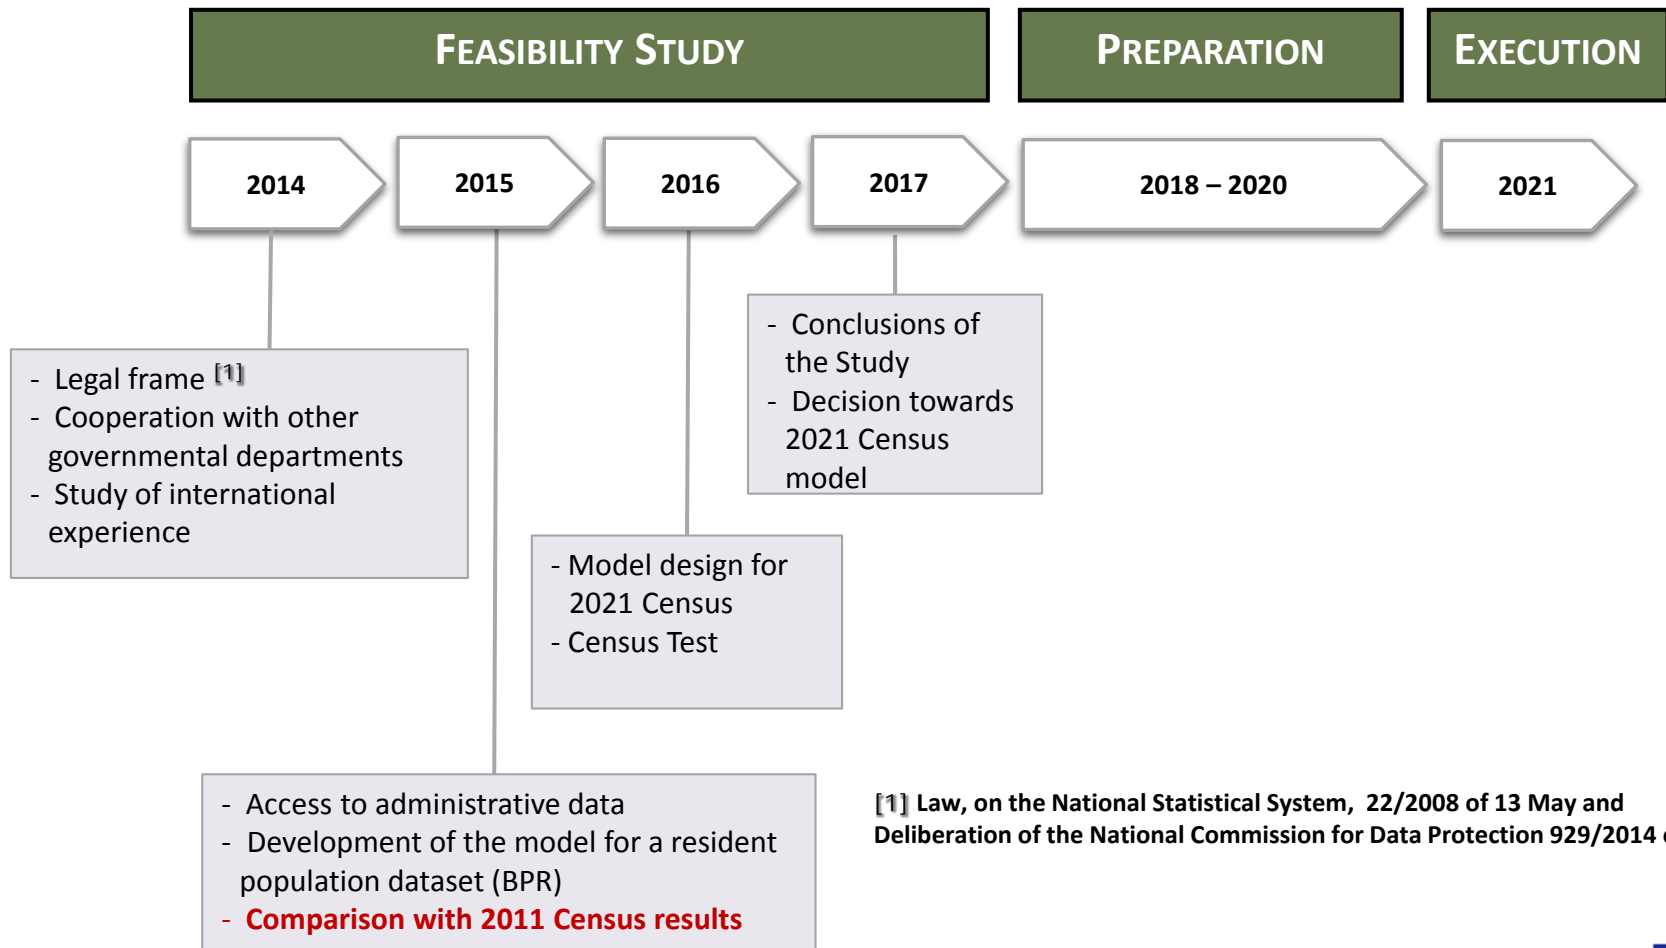 FEASIBILITY STUDY
PREPARATION
EXECUTION
2014
2015
2016
2017
2018 – 2020
2021
- Legal frame [1]
- Cooperation with other
governmental departments
- Study of international
experience
- Conclusions of
the Study
- Decision towards
2021 Census
model
- Model design for
2021 Census
- Census Test
- Access to administrative data
- Development of the model for a resident
population dataset (BPR)
- Comparison with 2011 Census results
[1] Law, on the National Statistical System, 22/2008 of 13 May and
Deliberation of the National Commission for Data Protection 929/2014